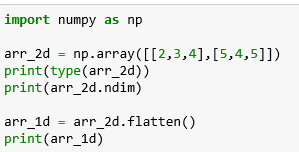 import numpy as np
arr_2d = np.array([[2,3,4],[5,4,5]])
print(type(arr_2d))
print(arr_2d.ndim)
arr_1d = arr_2d.flatten()
print(arr_1d)